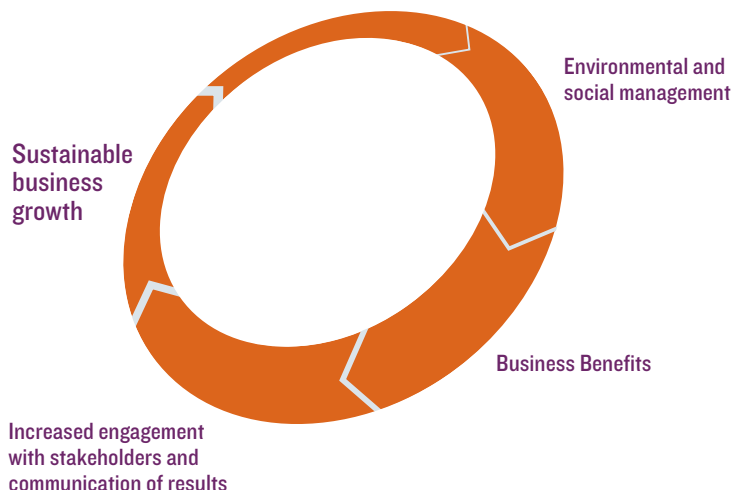 Environmental and
social management
Sustainable
business
growth
Business Benefits
Increased engagement
with stakeholders and
communication of results